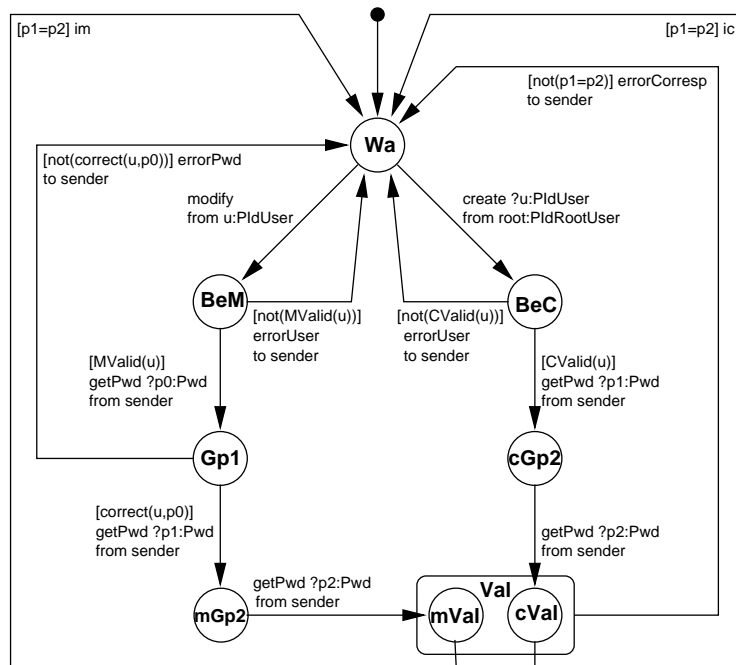 [p1=p2] im
[p1=p2] ic
[not(p1=p2)] errorCorresp
to sender
Wa
[not(correct(u,p0))] errorPwd
to sender
modify
from u:PIdUser
create ?u:PIdUser
from root:PIdRootUser
BeM
BeC
[not(MValid(u))]
errorUser
to sender
[not(CValid(u))]
errorUser
to sender
[MValid(u)]
getPwd ?p0:Pwd
from sender
[CValid(u)]
getPwd ?p1:Pwd
from sender
Gp1
cGp2
[correct(u,p0)]
getPwd ?p1:Pwd
from sender
getPwd ?p2:Pwd
from sender
getPwd ?p2:Pwd
from sender
Val
mGp2
mVal
cVal